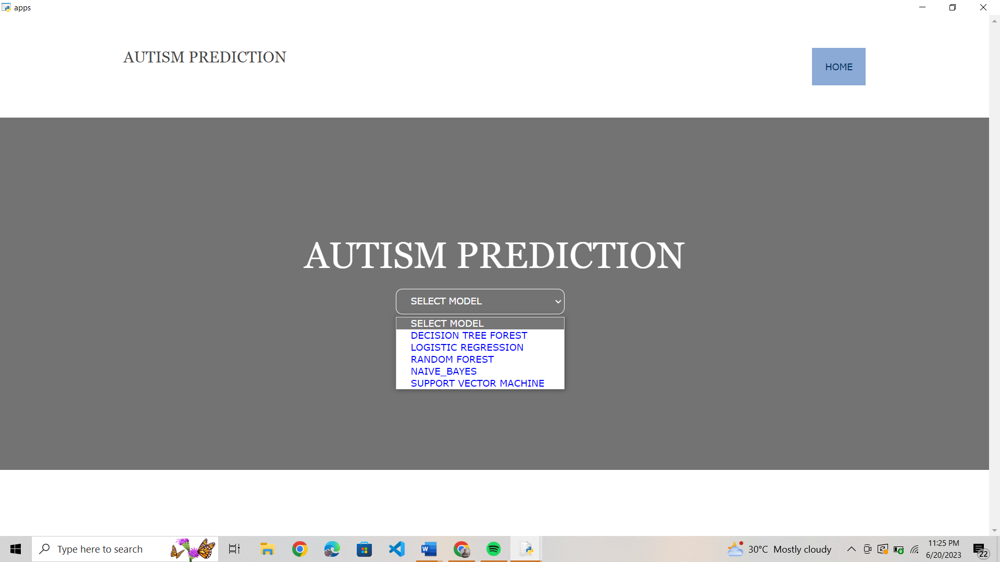 apps
AUTISM PREDICTION
HOME
AUTISM PREDICTION
SELECT MODEL
SELECT MODEL
DECISION TREE FOREST
LOGISTIC REGRESSION
RANDOM FOREST
NAIVE_BAYES
SUPPORT VECTOR MACHINE
Type here to search
30°C Mostly cloudy
11:25 PM
6/20/2023
22